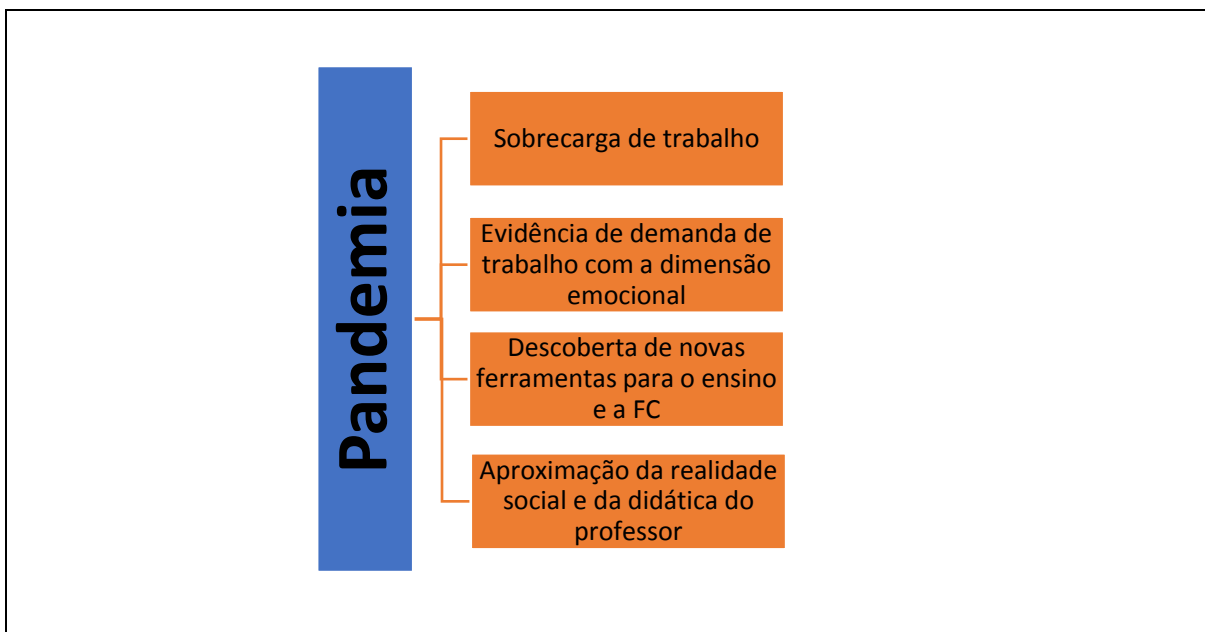 Pandemia
Sobrecarga de trabalho
Evidência de demanda de
trabalho com a dimensão
emocional
Descoberta de novas
ferramentas para o ensino
e a FC
Aproximação da realidade
social e da didática do
professor